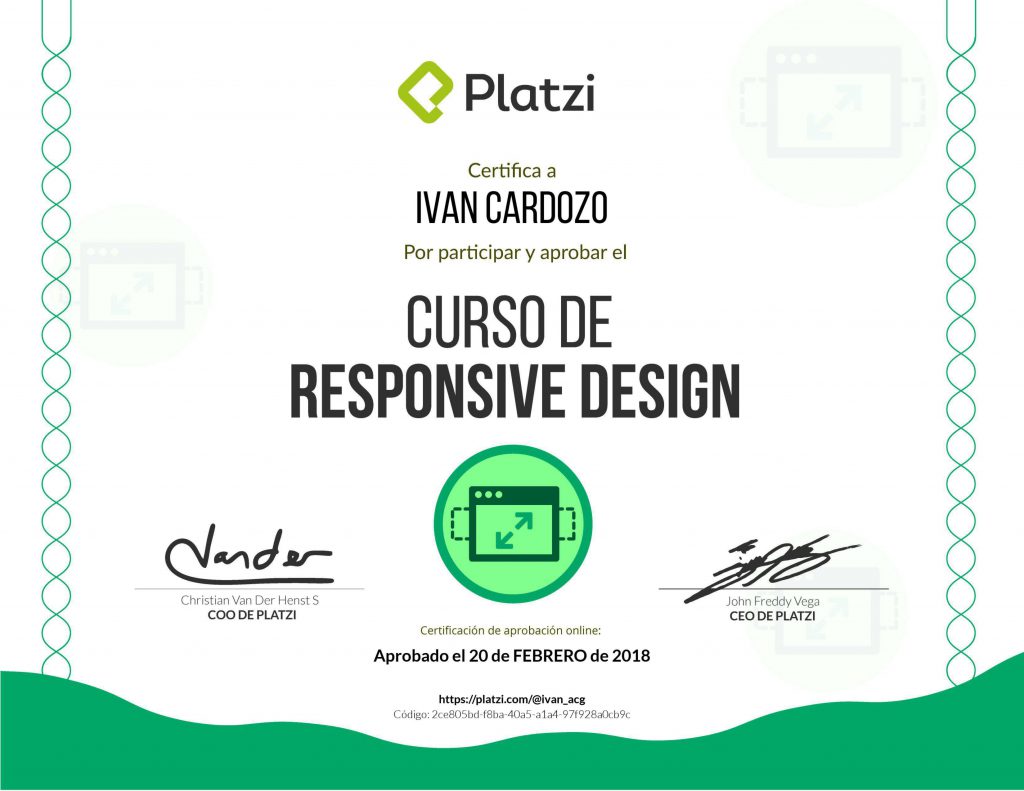 Platzi
Certifica a
IVAN CARDOZO
Por participar y aprobar el
CURSO DE
RESPONSIVE DESIGN
Vander
Christian Van Der Henst S
COO DE PLATZI
John Freddy Vega
CEO DE PLATZI
Certificación de aprobación online:
Aprobado el 20 de FEBRERO de 2018
https://platzi.com/@ivan_acg
Código: 2ce805bd-f8ba-40a5-a1a4-97f928a0cb9c